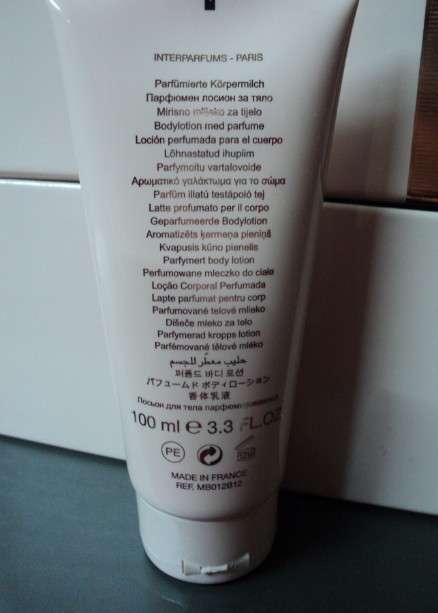 INTERPARFUMS - PARIS
Parfümierte Körpermilch
Парфюмен лосион за тяло
Mirisno mlijeko za tijelo
Bodylotion med parfume
Loción perfumada para el cuerpo
Lõhnastatud ihupiim
Parfymoitu vartalovoide
Αρωματικό γαλάκτωμα για το σώμα
Parfüm illatú testápoló tej
Latte profumato per il corpo
Geparfumeerde Bodylotion
Aromatizēts ķermeņa pieniņš
Kvapusis kūno pienelis
Parfymert body lotion
Perfumowane mleczko do ciała
Loção Corporal Perfumada
Lapte parfumat pentru corp
Parfumované telové mlieko
Dišeče mleko za telo
Parfymerad kropps lotion
Parfémované tělové mléko
حليب معطّر للجسم
퍼퓸드 바디 로션
パフュームド ボディローション
香体乳液
Лосьон для тела парфюмированный
100 ml e 3.3 FL.OZ
PE
MADE IN FRANCE
REF. MB012B12